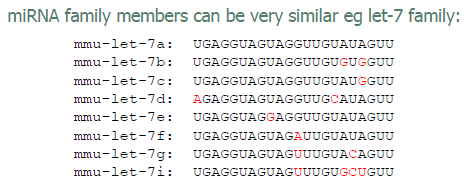 miRNA family members can be very similar eg let-7 family:
mmu-let-7a: UGAGGUAGUAGGUUGUAUAGUU
mmu-let-7b: UGAGGUAGUAGGUUGUGUGGUU
mmu-let-7c: UGAGGUAGUAGGUUGUAUGGUU
mmu-let-7d: AGAGGUAGUAGGUUGCAUAGUU
mmu-let-7e: UGAGGUAGGAGGUUGUAUAGUU
mmu-let-7f: UGAGGUAGUAGAUUGUAUAGUU
mmu-let-7g: UGAGGUAGUAGUUUGUACAGUU
mmu-let-7i: UGAGGUAGUAGUUUGUGCUGUU